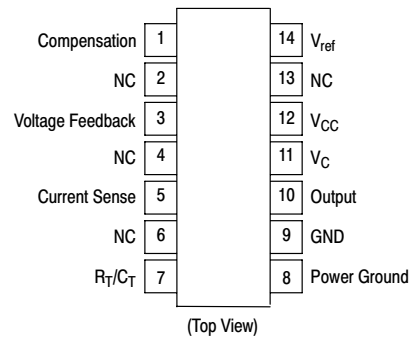 Compensation 1 14 Vref
NC 2 13 NC
Voltage Feedback 3 12 VCC
NC 4 11 VC
Current Sense 5 10 Output
NC 6 9 GND
RT/CT 7 8 Power Ground
(Top View)